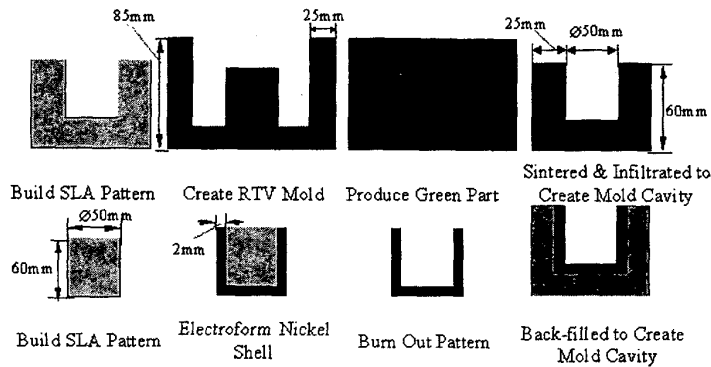 85mm
25mm
25mm
Ø50mm
60mm
Build SLA Pattern
Create RTV Mold
Produce Green Part
Sintered & Infiltrated to
Create Mold Cavity
Ø50mm
60mm
2mm
Build SLA Pattern
Electroform Nickel
Shell
Burn Out Pattern
Back-filled to Create
Mold Cavity